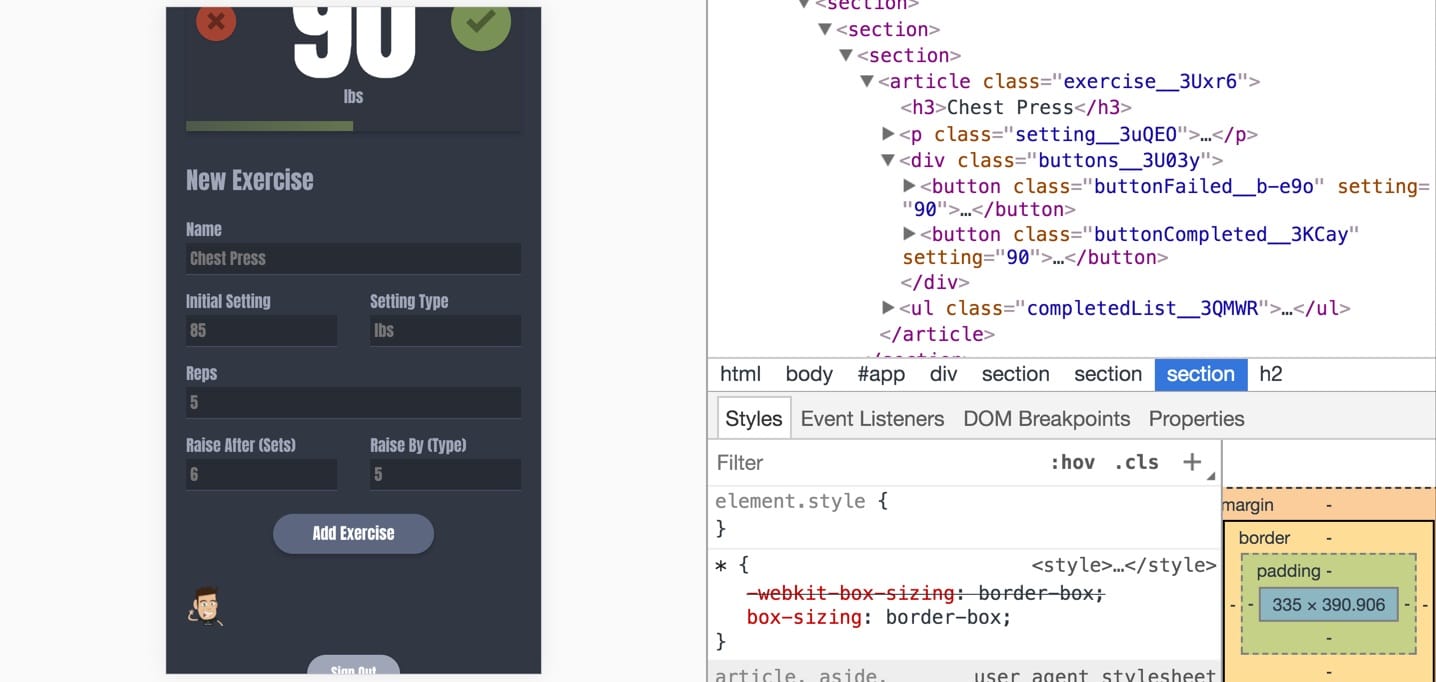 90
lbs
New Exercise
Name
Chest Press
Initial Setting
Setting Type
85
lbs
Reps
5
Raise After (Sets)
Raise By (Type)
6
5
Add Exercise
Sign Out
▼<section>
▼<section>
▼<section>
▼<article class="exercise__3Uxr6">
<h3>Chest Press</h3>
▶<p class="setting__3uQEO">…</p>
▼<div class="buttons__3U03y">
▶<button class="buttonFailed__b-e9o" setting=
"90">…</button>
▶<button class="buttonCompleted__3KCay"
setting="90">…</button>
</div>
▶<ul class="completedList__3QMWR">…</ul>
</article>
</section>
html body #app div section section section h2
Styles Event Listeners DOM Breakpoints Properties
Filter :hov .cls +
element.style {
}
* { <style>…</style>
-webkit-box-sizing: border-box;
box-sizing: border-box;
}
article, aside, user agent stylesheet
margin -
border -
padding -
- - 335 × 390.906 - -
-
-